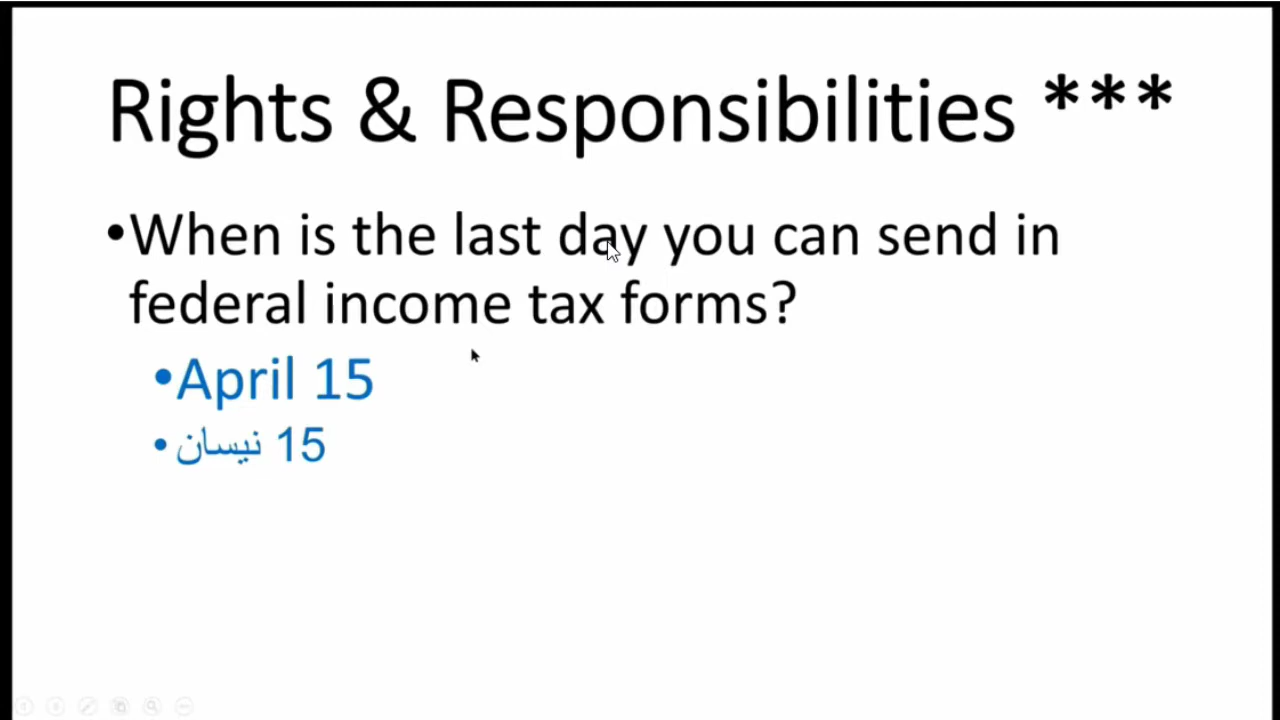 Rights & Responsibilities ***
•When is the last day you can send in
federal income tax forms?
•April 15
•15 نيسان